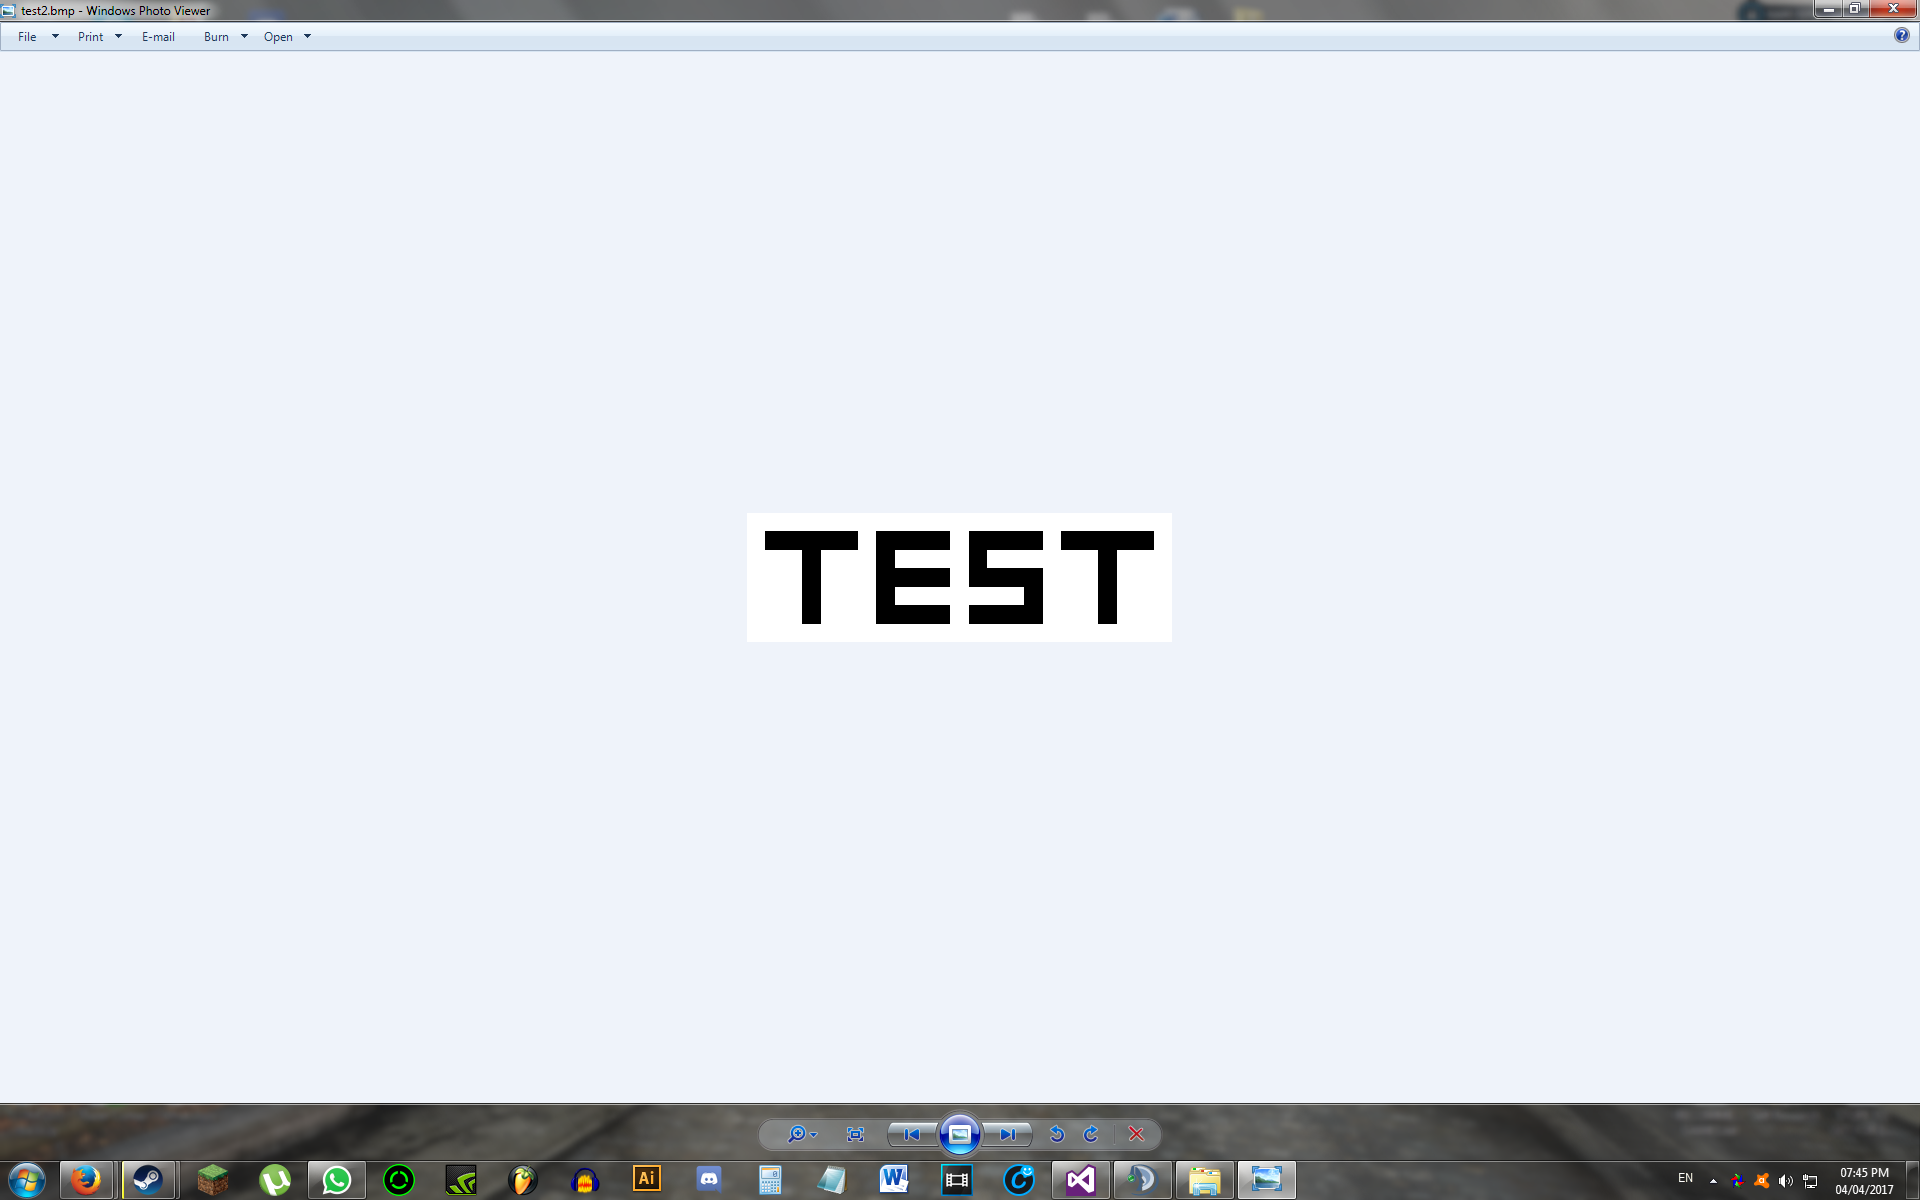 test2.bmp - Windows Photo Viewer
File Print E-mail Burn Open
TEST
Ai
EN
07:45 PM
04/04/2017